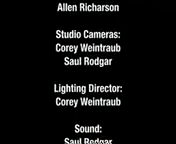 Allen Richarson
Studio Cameras:
Corey Weintraub
Saul Rodgar
Lighting Director:
Corey Weintraub
Sound:
Saul Rodgar